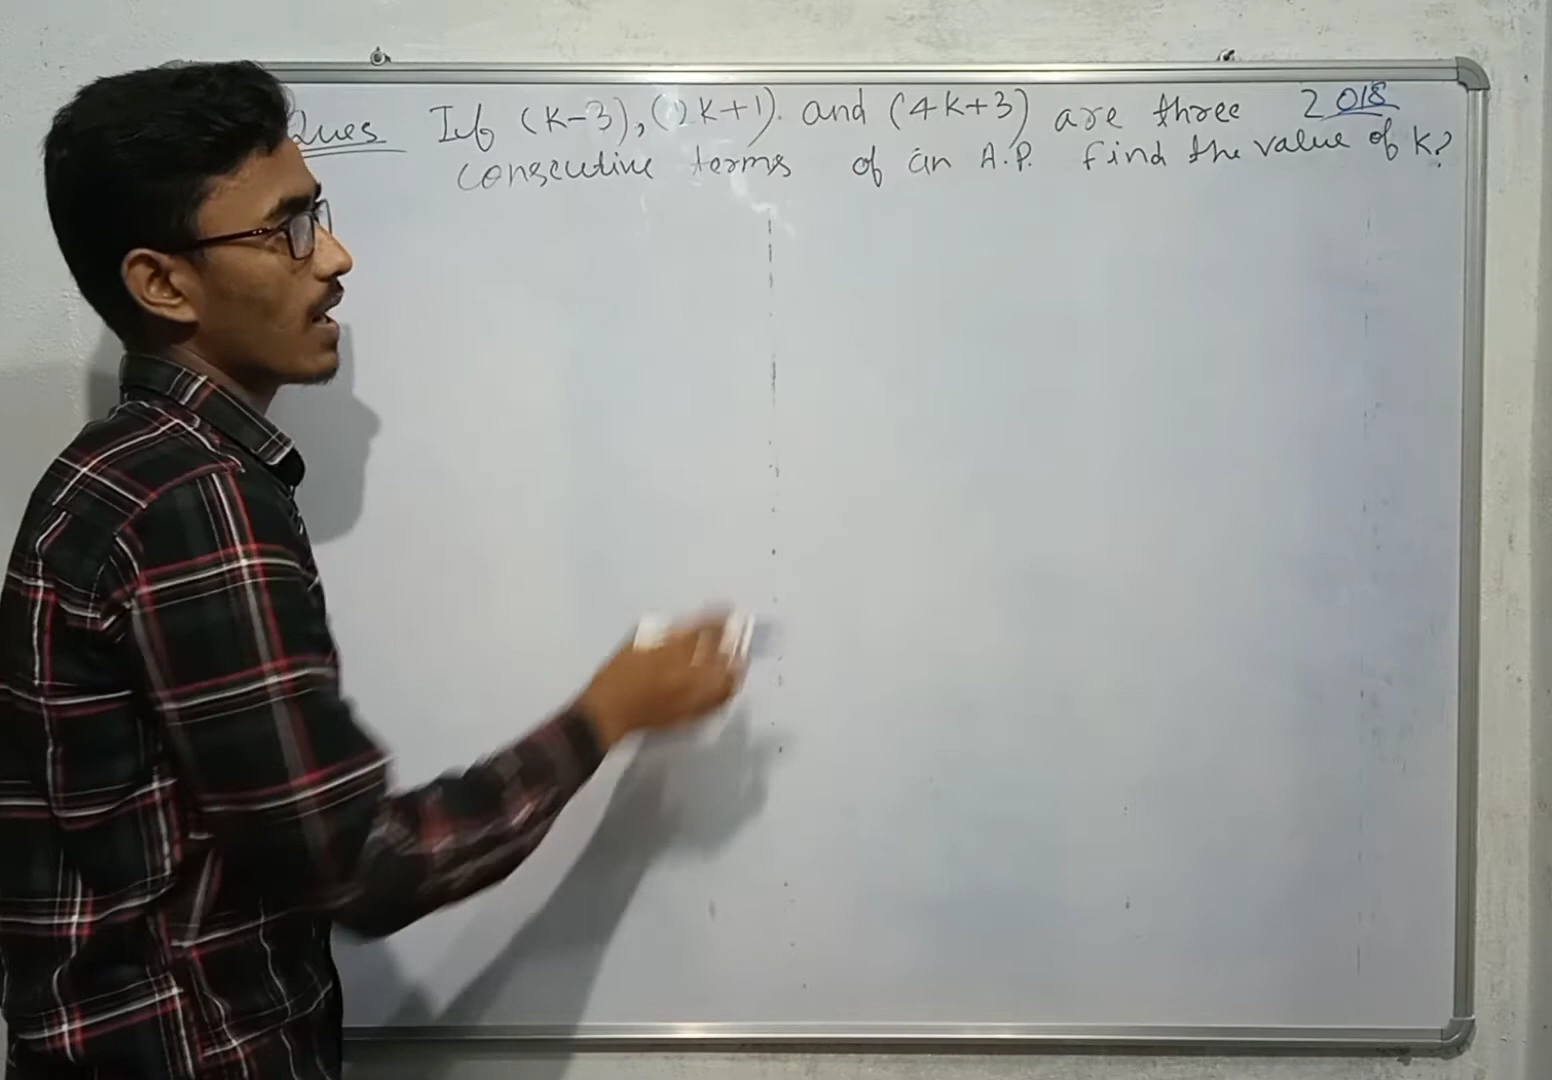 Ques If (K-3), (2K+1). and (4K+3) are three 2018
consecutive terms of an A.P. find the value of K?